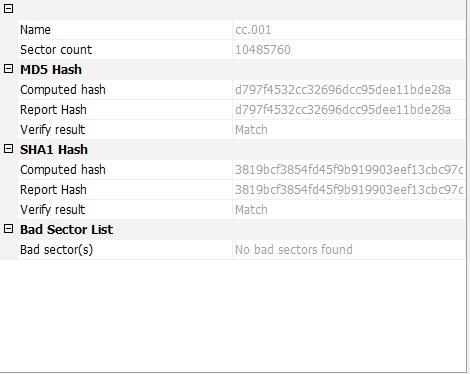 Name cc.001
Sector count 10485760
MD5 Hash
Computed hash d797f4532cc32696dcc95dee11bde28a
Report Hash d797f4532cc32696dcc95dee11bde28a
Verify result Match
SHA1 Hash
Computed hash 3819bcf3854fd45f9b919903eef13cbc97c
Report Hash 3819bcf3854fd45f9b919903eef13cbc97c
Verify result Match
Bad Sector List
Bad sector(s) No bad sectors found